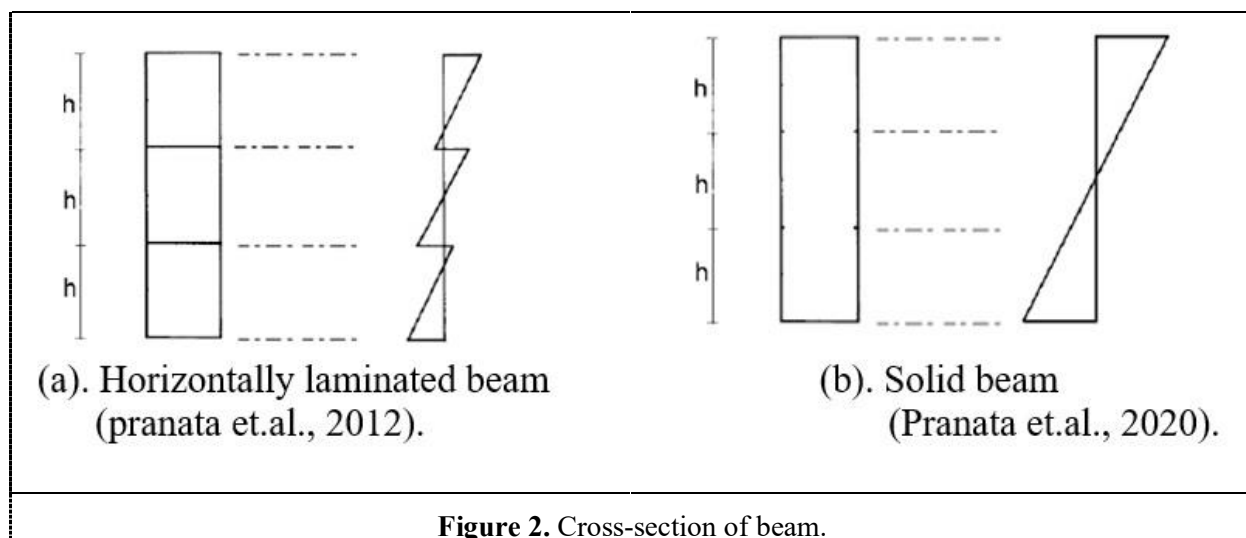 h
h
h
(a). Horizontally laminated beam
(pranata et.al., 2012).
h
h
h
(b). Solid beam
(Pranata et.al., 2020).
Figure 2. Cross-section of beam.